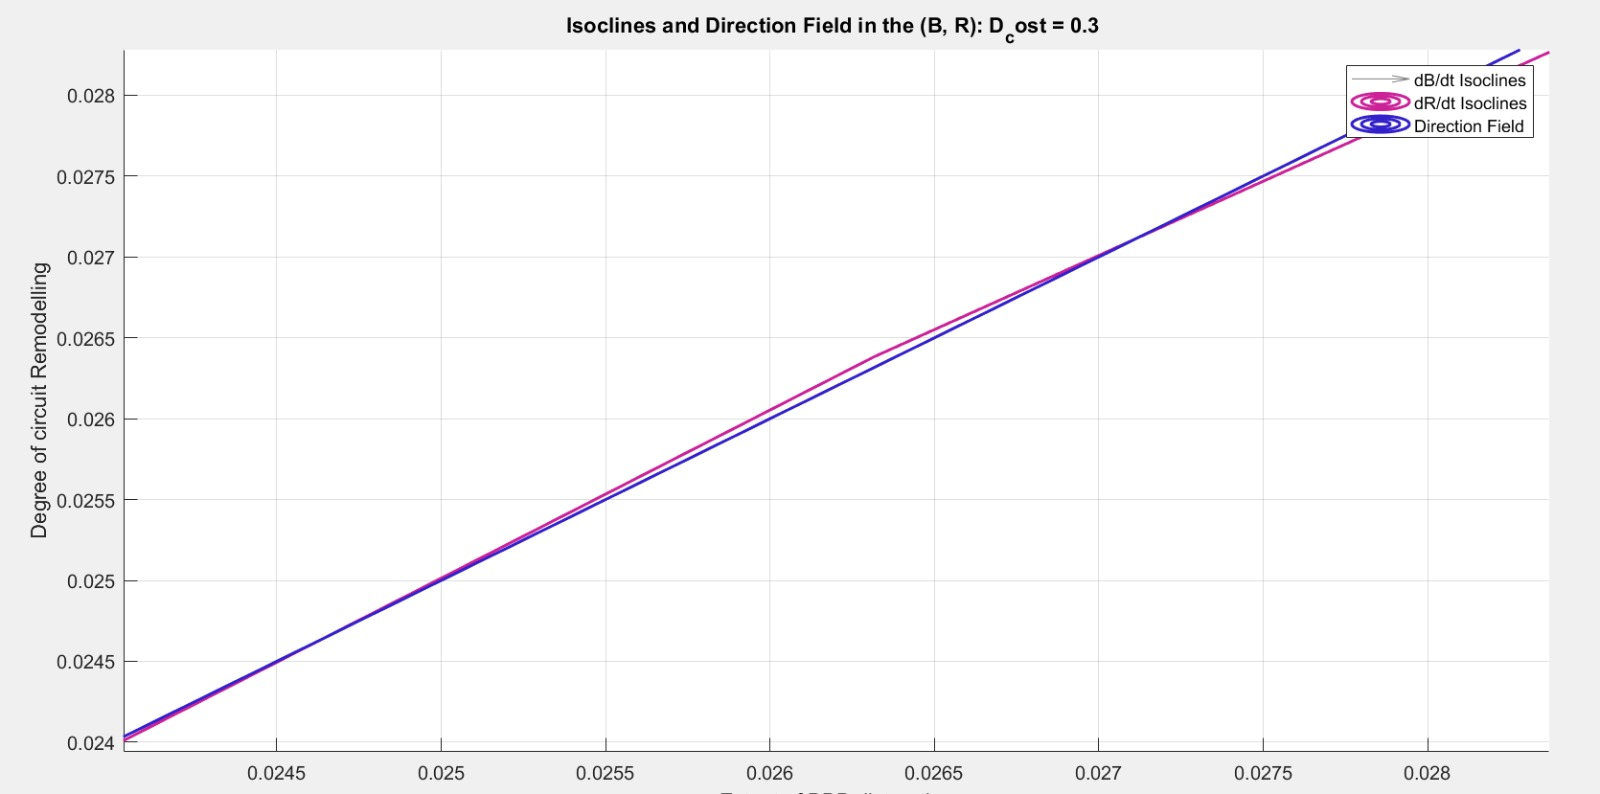 Isoclines and Direction Field in the (B, R): D_cost = 0.3
dB/dt Isoclines
dR/dt Isoclines
Direction Field
Degree of circuit Remodelling
0.028
0.0275
0.027
0.0265
0.026
0.0255
0.025
0.0245
0.024
0.0245 0.025 0.0255 0.026 0.0265 0.027 0.0275 0.028